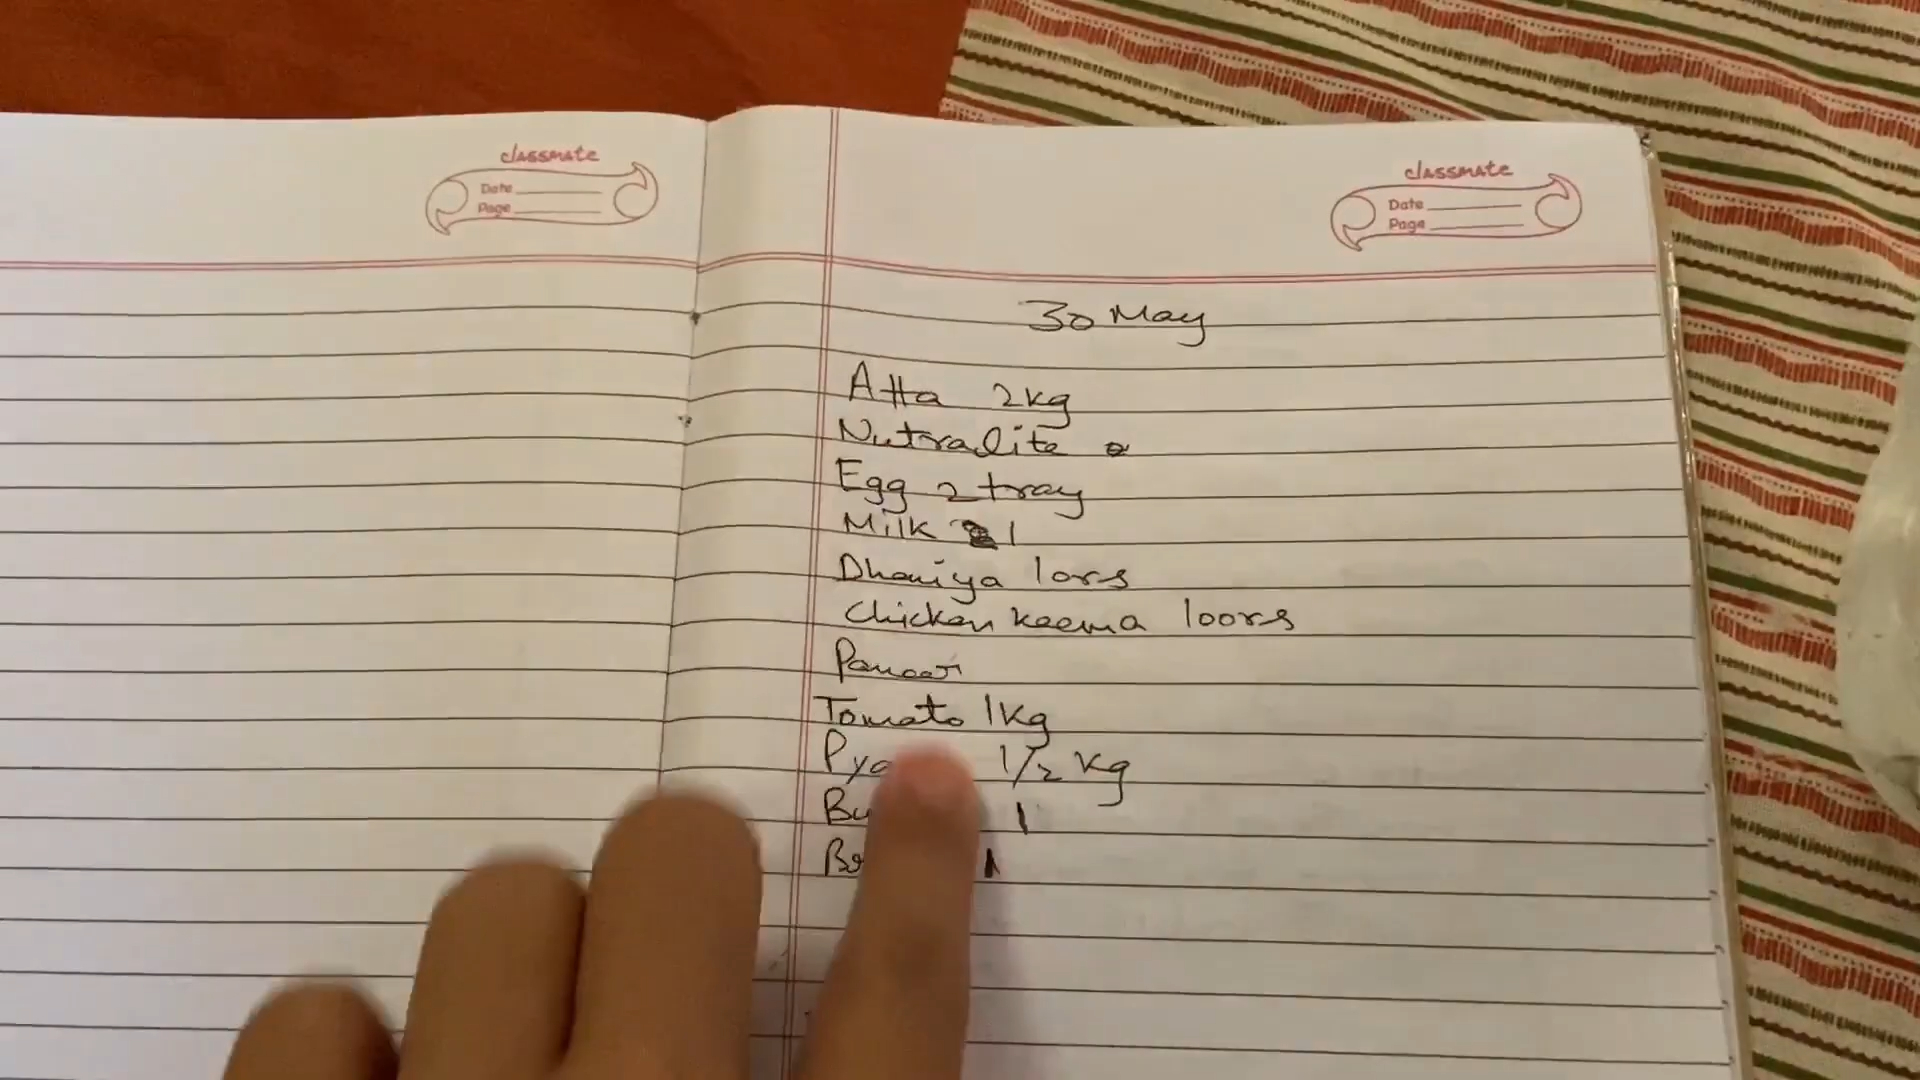 classmate
Date
Page
classmate
Date
Page
30 May
Atta 2kg
Nutralite
Egg 2 tray
Milk 1
Dhaniya 10rs
Chicken keema 100rs
Paneer
Tomato 1kg
1/2 kg
1
1